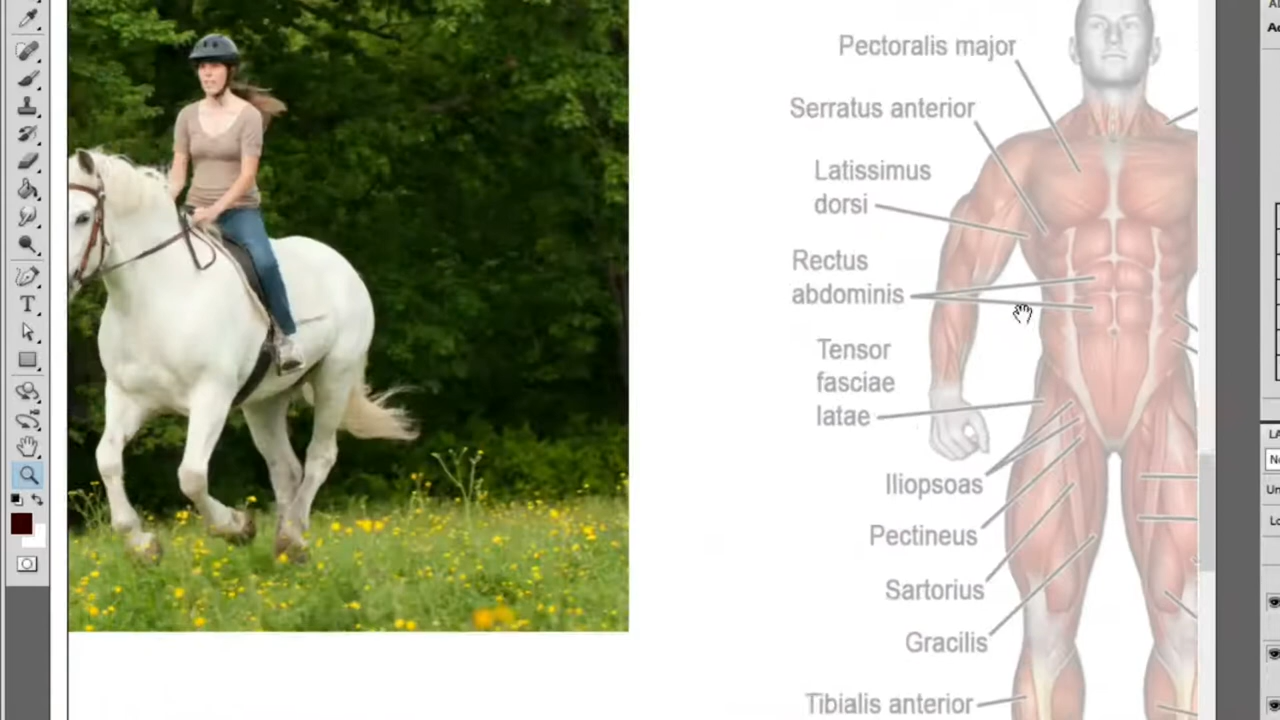 Pectoralis major
Serratus anterior
Latissimus
dorsi
Rectus
abdominis
Tensor
fasciae
latae
Iliopsoas
Pectineus
Sartorius
Gracilis
Tibialis anterior